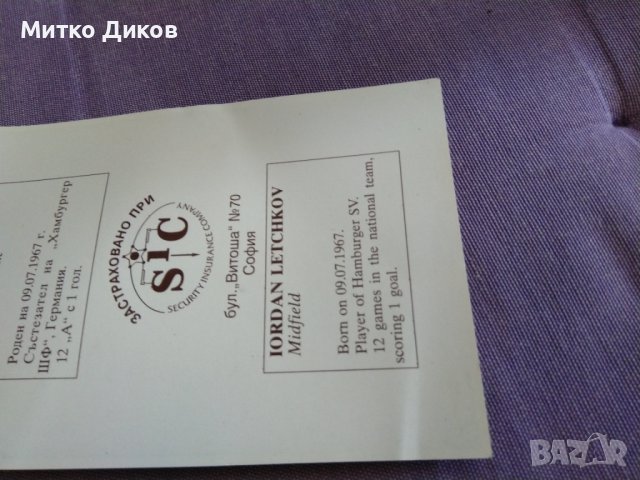 Митко Диков
Роден на 09.07.1967 г.
Състезател на „Хамбургер
ШФ“, Германия.
12 „А“ с 1 гол.
ЗАСТРАХОВАНО ПРИ
SiC
SECURITY INSURANCE COMPANY
бул. „Витоша" №70
София
IORDAN LETCHKOV
Midfield
Born on 09.07.1967.
Player of Hamburger SV.
12 games in the national team,
scoring 1 goal.
BAZAR